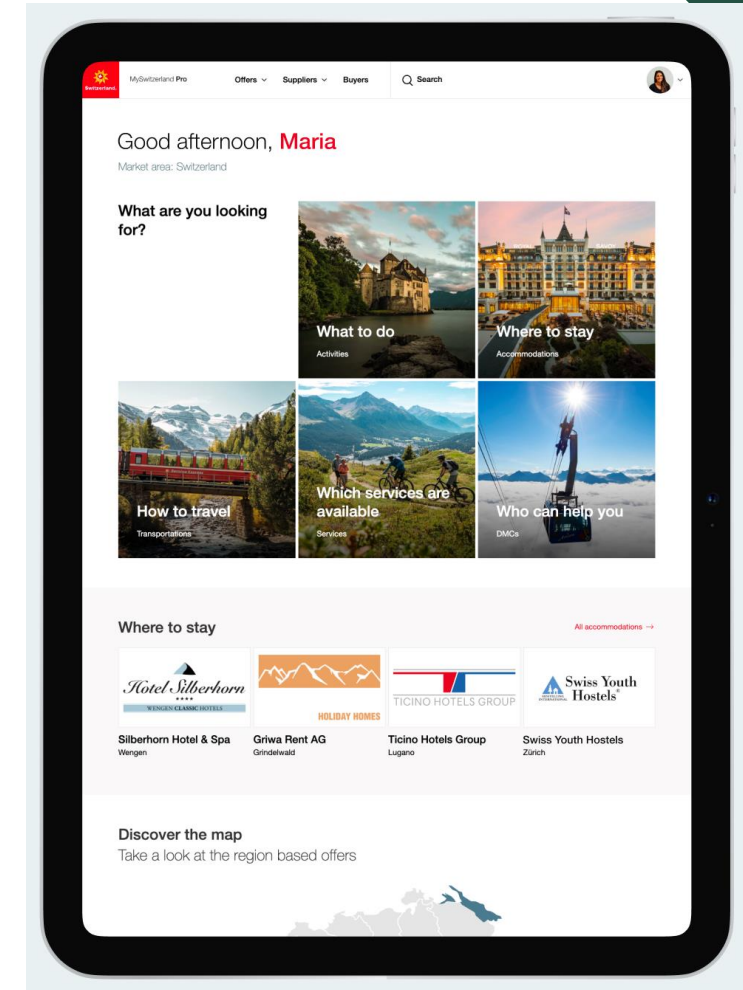 Switzerland.
MySwitzerland Pro
Offers
Suppliers
Buyers
Search
Good afternoon, Maria
Market area: Switzerland
What are you looking
for?
What to do
Activities
ROYAL SAVOY
Where to stay
Accommodations
How to travel
Transportations
Which services are
available
Services
Who can help you
DMCs
Where to stay
All accommodations →
Hotel Silberhorn
★★★★
WENGEN CLASSIC HOTELS
Silberhorn Hotel & Spa
Wengen
HOLIDAY HOMES
Griwa Rent AG
Grindelwald
TICINO HOTELS GROUP
Ticino Hotels Group
Lugano
HOSTELLING
INTERNATIONAL
Swiss Youth
Hostels®
Swiss Youth Hostels
Zürich
Discover the map
Take a look at the region based offers